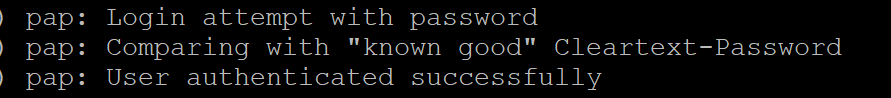 ) pap: Login attempt with password
) pap: Comparing with "known good" Cleartext-Password
) pap: User authenticated successfully